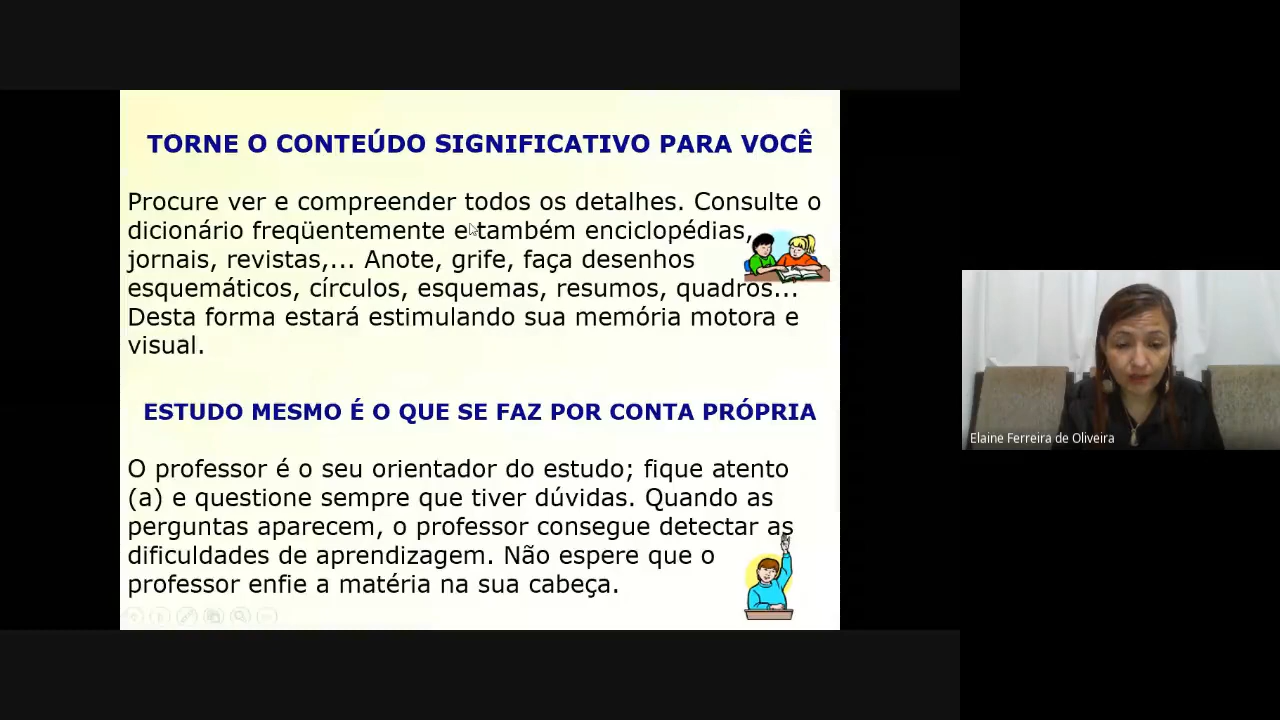 TORNE O CONTEÚDO SIGNIFICATIVO PARA VOCÊ
Procure ver e compreender todos os detalhes. Consulte o
dicionário freqüentemente e também enciclopédias,
jornais, revistas,... Anote, grife, faça desenhos
esquemáticos, círculos, esquemas, resumos, quadros...
Desta forma estará estimulando sua memória motora e
visual.
ESTUDO MESMO É O QUE SE FAZ POR CONTA PRÓPRIA
O professor é o seu orientador do estudo; fique atento
(a) e questione sempre que tiver dúvidas. Quando as
perguntas aparecem, o professor consegue detectar as
dificuldades de aprendizagem. Não espere que o
professor enfie a matéria na sua cabeça.
Elaine Ferreira de Oliveira